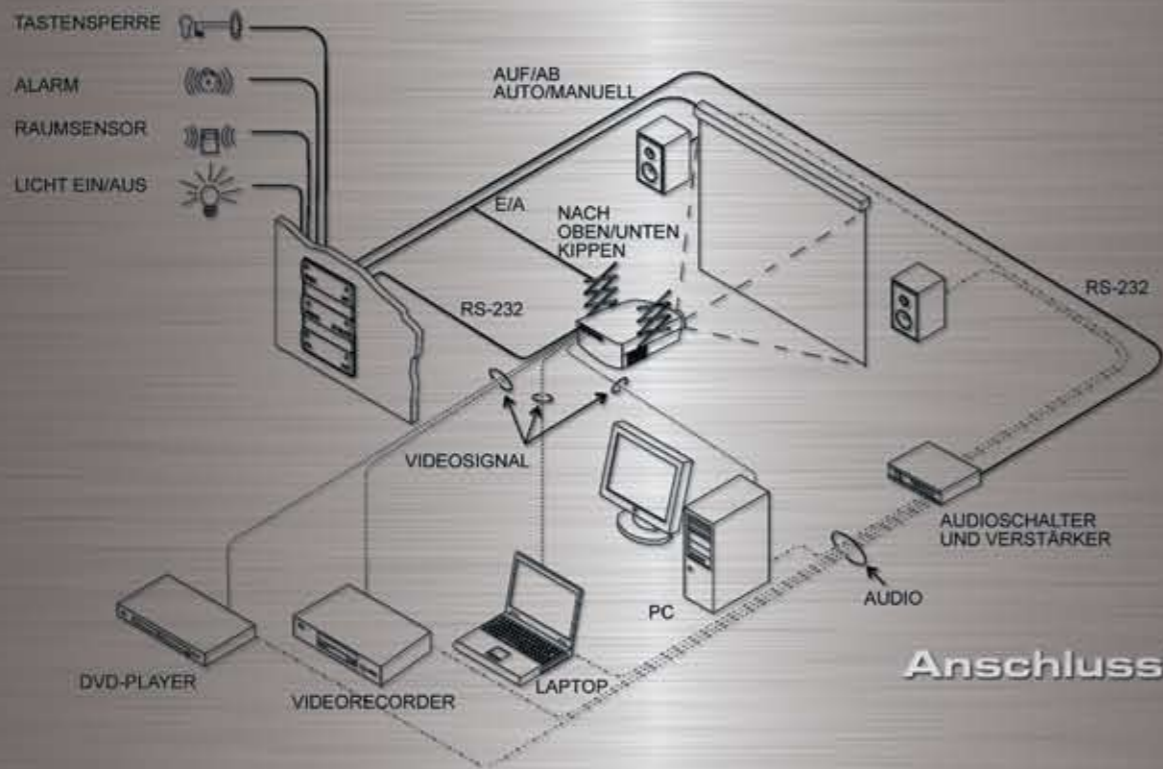 TASTENSPERRE
ALARM
RAUMSENSOR
LICHT EIN/AUS
AUF/AB
AUTO/MANUELL
E/A
NACH
OBEN/UNTEN
KIPPEN
RS-232
RS-232
VIDEOSIGNAL
AUDIOSCHALTER
UND VERSTÄRKER
AUDIO
PC
LAPTOP
VIDEORECORDER
DVD-PLAYER
Anschluss